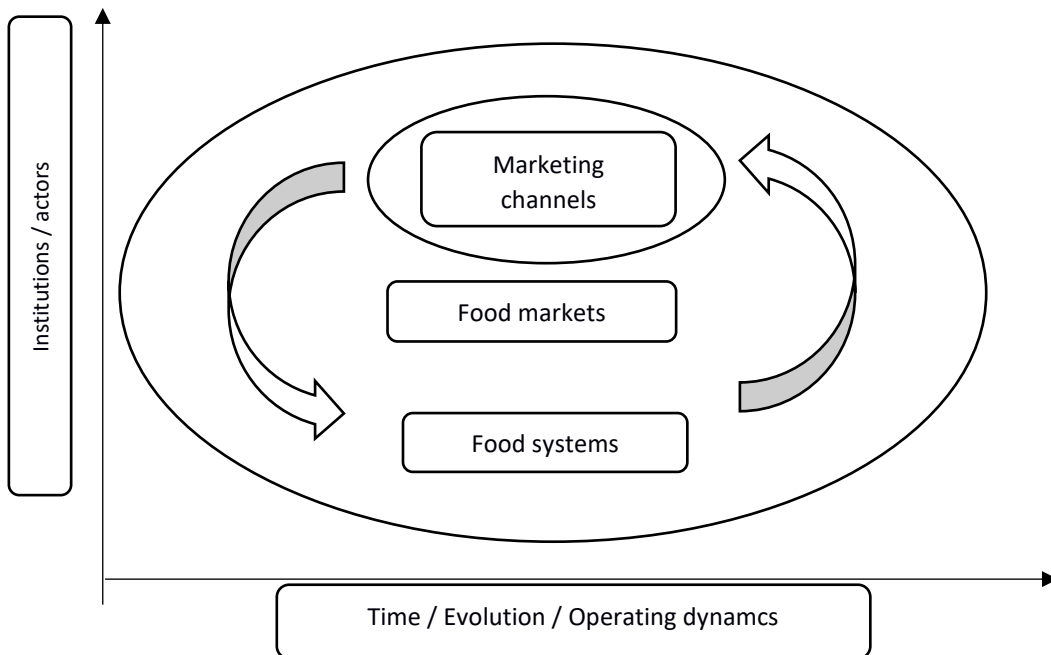 Institutions / actors
Marketing
channels
Food markets
Food systems
Time / Evolution / Operating dynamcs